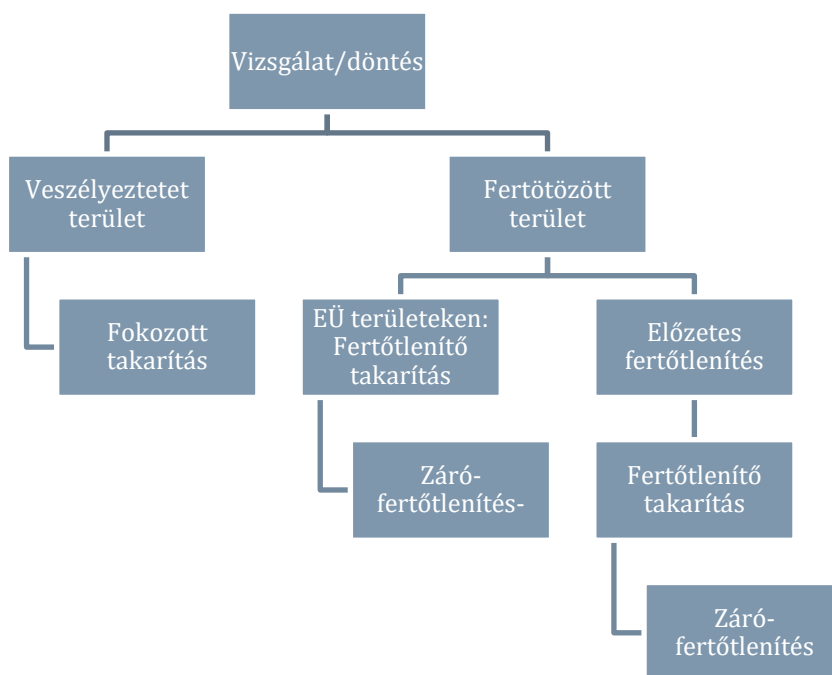 Vizsgálat/döntés
Veszélyeztetet
terület
Fertötözött
terület
Fokozott
takarítás
EÜ területeken:
Fertőtlenítő
takarítás
Előzetes
fertőtlenítés
Záró-
fertőtlenítés-
Fertőtlenítő
takarítás
Záró-
fertőtlenítés